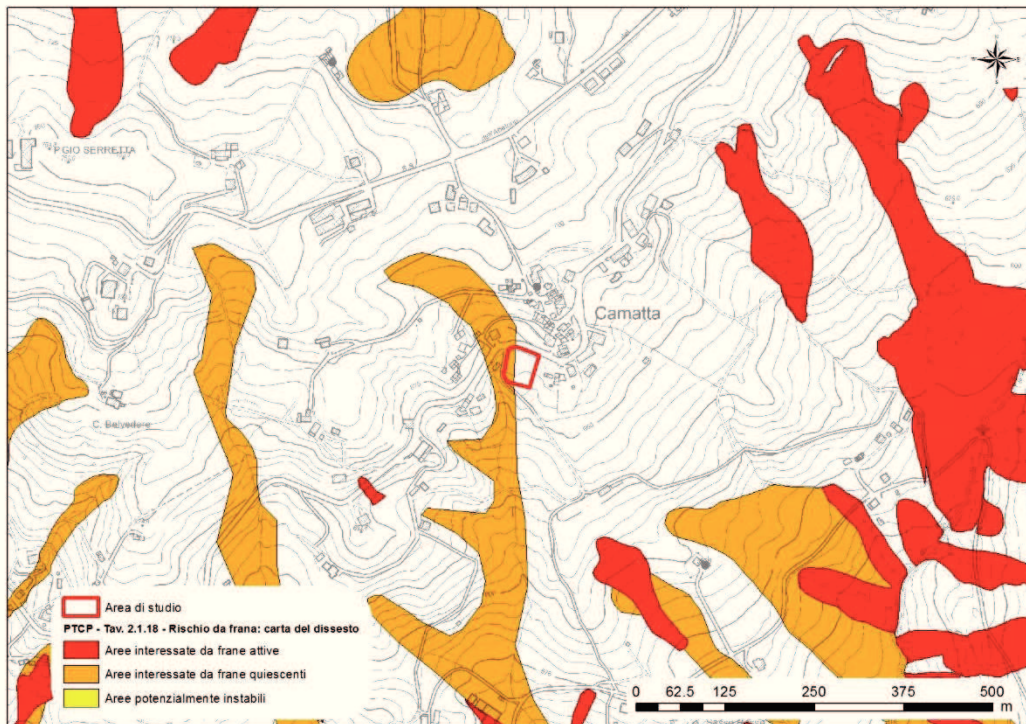 P.GIO SERRETTA
Camatta
C. Belvedere
Area di studio
PTCP - Tav. 2.1.18 - Rischio da frana: carta del dissesto
Aree interessate da frane attive
Aree interessate da frane quiescenti
Aree potenzialmente instabili
0 62.5 125 250 375 500
m